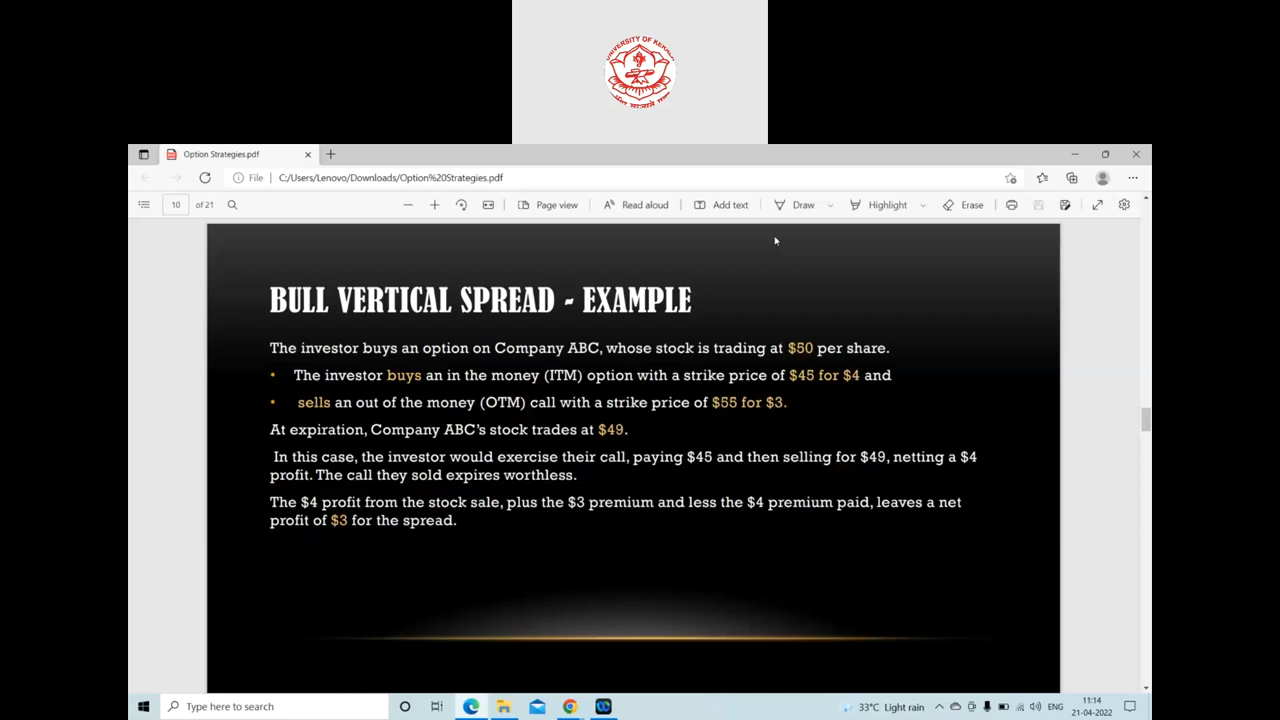 Option Strategies.pdf
File
C:/Users/Lenovo/Downloads/Option%20Strategies.pdf
10 of 21
Page view
Read aloud
Add text
Draw
Highlight
Erase
BULL VERTICAL SPREAD - EXAMPLE
The investor buys an option on Company ABC, whose stock is trading at $50 per share.
• The investor buys an in the money (ITM) option with a strike price of $45 for $4 and
• sells an out of the money (OTM) call with a strike price of $55 for $3.
At expiration, Company ABC's stock trades at $49.
In this case, the investor would exercise their call, paying $45 and then selling for $49, netting a $4
profit. The call they sold expires worthless.
The $4 profit from the stock sale, plus the $3 premium and less the $4 premium paid, leaves a net
profit of $3 for the spread.
Type here to search
33°C Light rain
ENG
11:14
21-04-2022